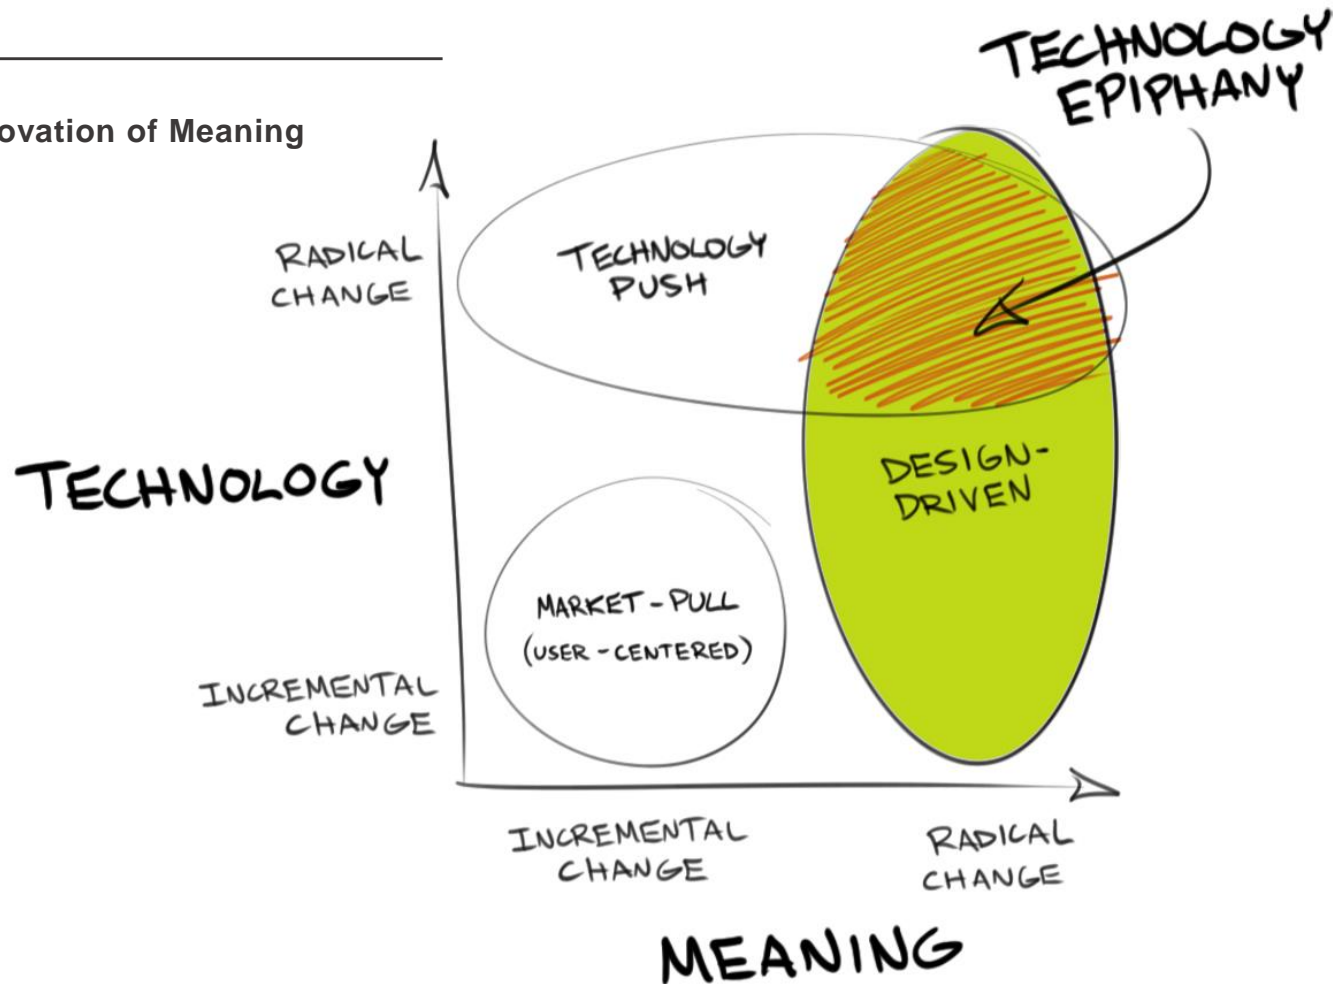 TECHNOLOGY
EPIPHANY
ovation of Meaning
RADICAL
CHANGE
TECHNOLOGY
PUSH
TECHNOLOGY
DESIGN-
DRIVEN
MARKET-PULL
(USER-CENTERED)
INCREMENTAL
CHANGE
INCREMENTAL
CHANGE
RADICAL
CHANGE
MEANING